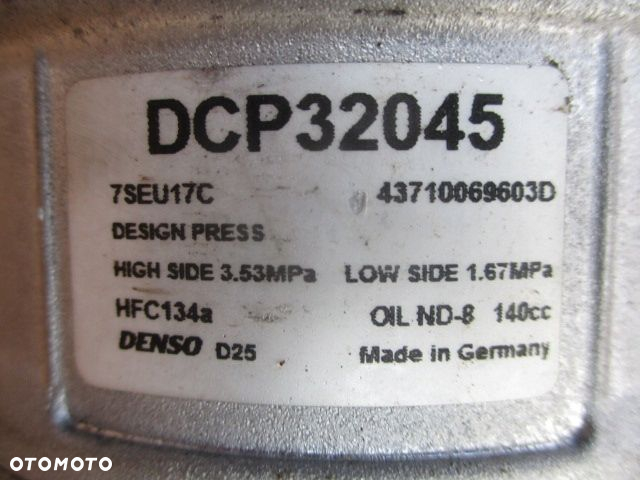 DCP32045
7SEU17C 43710069603D
DESIGN PRESS
HIGH SIDE 3.53MPa LOW SIDE 1.67MPa
HFC134a OIL ND-8 140cc
DENSO D25 Made in Germany
OTOMOTO